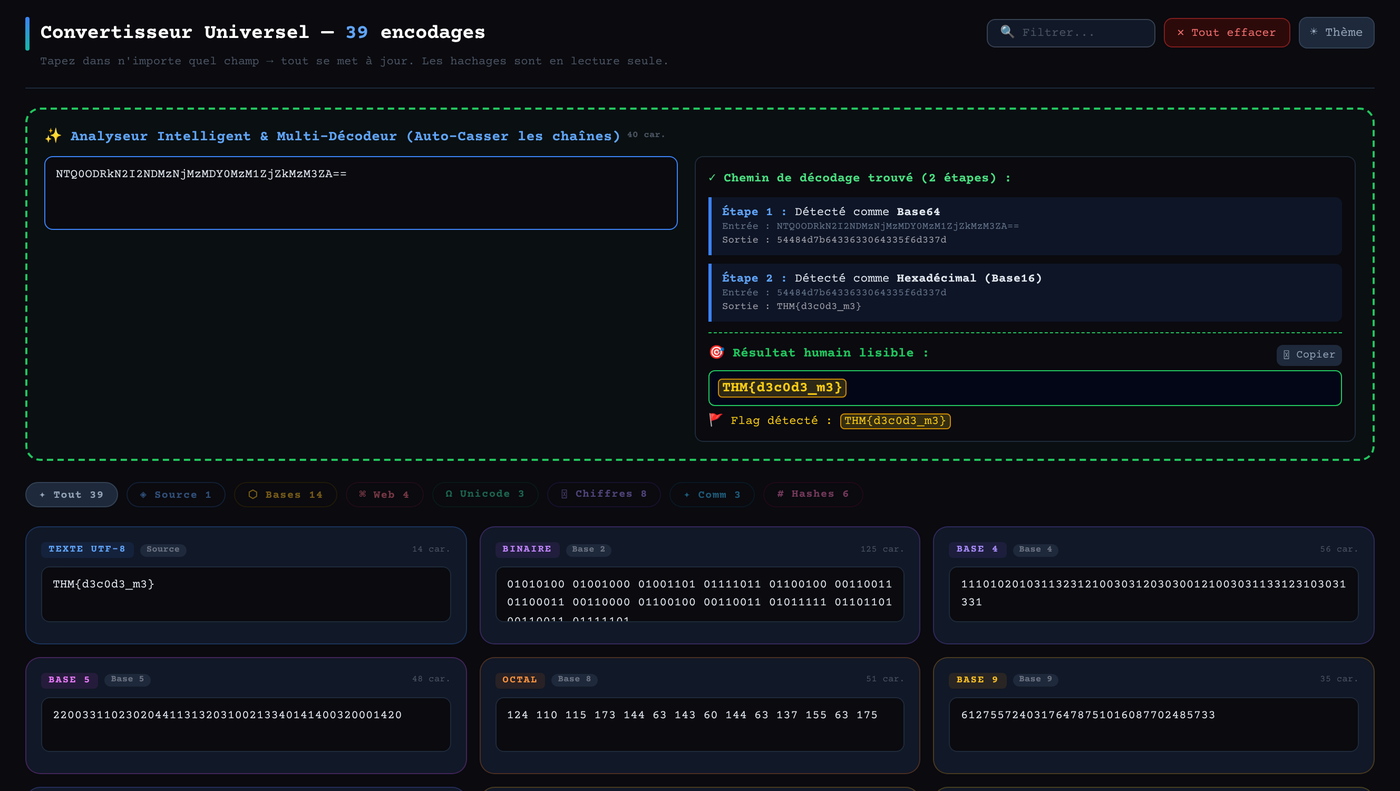 Convertisseur Universel — 39 encodages
🔍 Filtrer...
× Tout effacer
☀ Thème
Tapez dans n'importe quel champ → tout se met à jour. Les hachages sont en lecture seule.
✨ Analyseur Intelligent & Multi-Décodeur (Auto-Casser les chaînes) 40 car.
NTQ0ODRkN2I2NDMzNjMzMDY0MzM1ZjZkMzM3ZA==
✓ Chemin de décodage trouvé (2 étapes) :
Étape 1 : Détecté comme Base64
Entrée : NTQ0ODRkN2I2NDMzNjMzMDY0MzM1ZjZkMzM3ZA==
Sortie : 54484d7b6433633064335f6d337d
Étape 2 : Détecté comme Hexadécimal (Base16)
Entrée : 54484d7b6433633064335f6d337d
Sortie : THM{d3c0d3_m3}
🎯 Résultat humain lisible :
Copier
THM{d3c0d3_m3}
🚩 Flag détecté : THM{d3c0d3_m3}
✦ Tout 39
◈ Source 1
⬡ Bases 14
⌘ Web 4
Ω Unicode 3
Chiffres 8
✦ Comm 3
# Hashes 6
TEXTE UTF-8 Source 14 car.
THM{d3c0d3_m3}
BINAIRE Base 2 125 car.
01010100 01001000 01001101 01111011 01100100 00110011
01100011 00110000 01100100 00110011 01011111 01101101
00110011 01111101
BASE 4 Base 4 56 car.
11101020103113231210030312030300121003031133123103031
331
BASE 5 Base 5 48 car.
220033110230204411313203100213340141400320001420
OCTAL Base 8 51 car.
124 110 115 173 144 63 143 60 144 63 137 155 63 175
BASE 9 Base 9 35 car.
61275572403176478751016087702485733